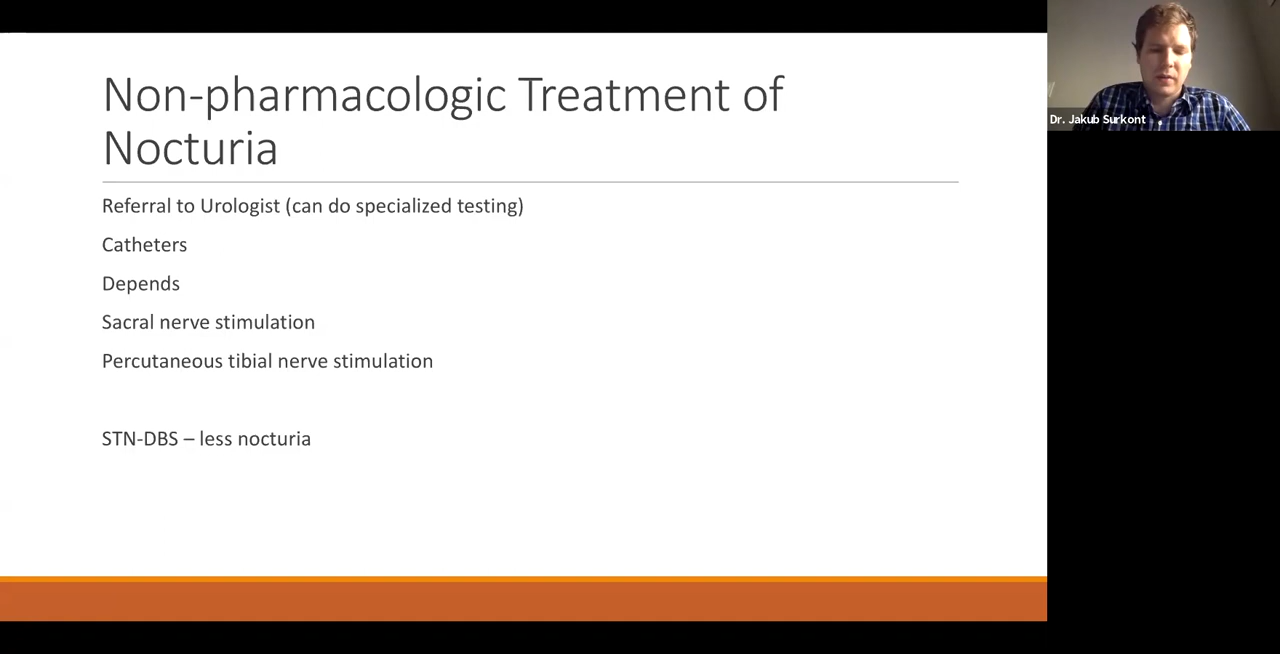 Non-pharmacologic Treatment of
Nocturia
Referral to Urologist (can do specialized testing)
Catheters
Depends
Sacral nerve stimulation
Percutaneous tibial nerve stimulation
STN-DBS – less nocturia
Dr. Jakub Surkont